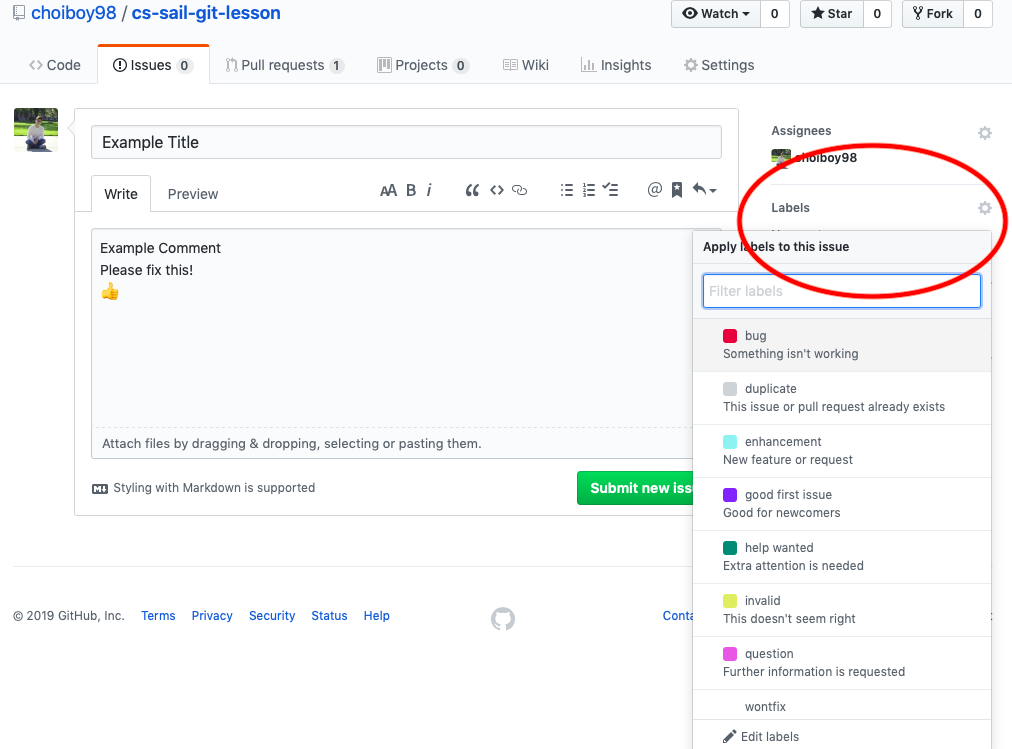 choiboy98 / cs-sail-git-lesson
Watch 0 Star 0 Fork 0
Code Issues 0 Pull requests 1 Projects 0 Wiki Insights Settings
Example Title
Write Preview
AA B i
Example Comment
Please fix this!
👍
Attach files by dragging & dropping, selecting or pasting them.
Styling with Markdown is supported
Submit new iss
Assignees
choiboy98
Labels
Apply labels to this issue
Filter labels
bug
Something isn't working
duplicate
This issue or pull request already exists
enhancement
New feature or request
good first issue
Good for newcomers
help wanted
Extra attention is needed
invalid
This doesn't seem right
question
Further information is requested
wontfix
Edit labels
© 2019 GitHub, Inc. Terms Privacy Security Status Help
Conta